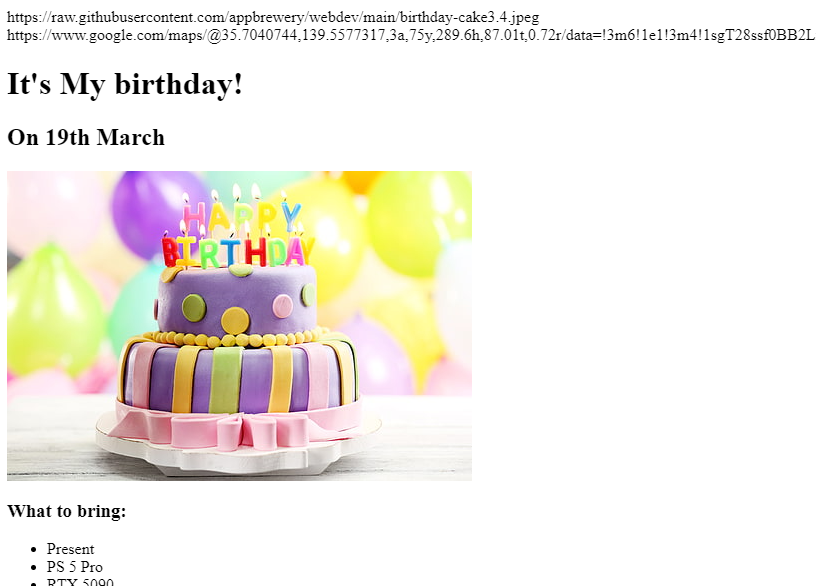 https://raw.githubusercontent.com/appbrewery/webdev/main/birthday-cake3.4.jpeg
https://www.google.com/maps/@35.7040744,139.5577317,3a,75y,289.6h,87.01t,0.72r/data=!3m6!1e1!3m4!1sgT28ssf0BB2L
It's My birthday!
On 19th March
HAPPY
BIRTHDAY
What to bring:
Present
PS 5 Pro
RTX 5090